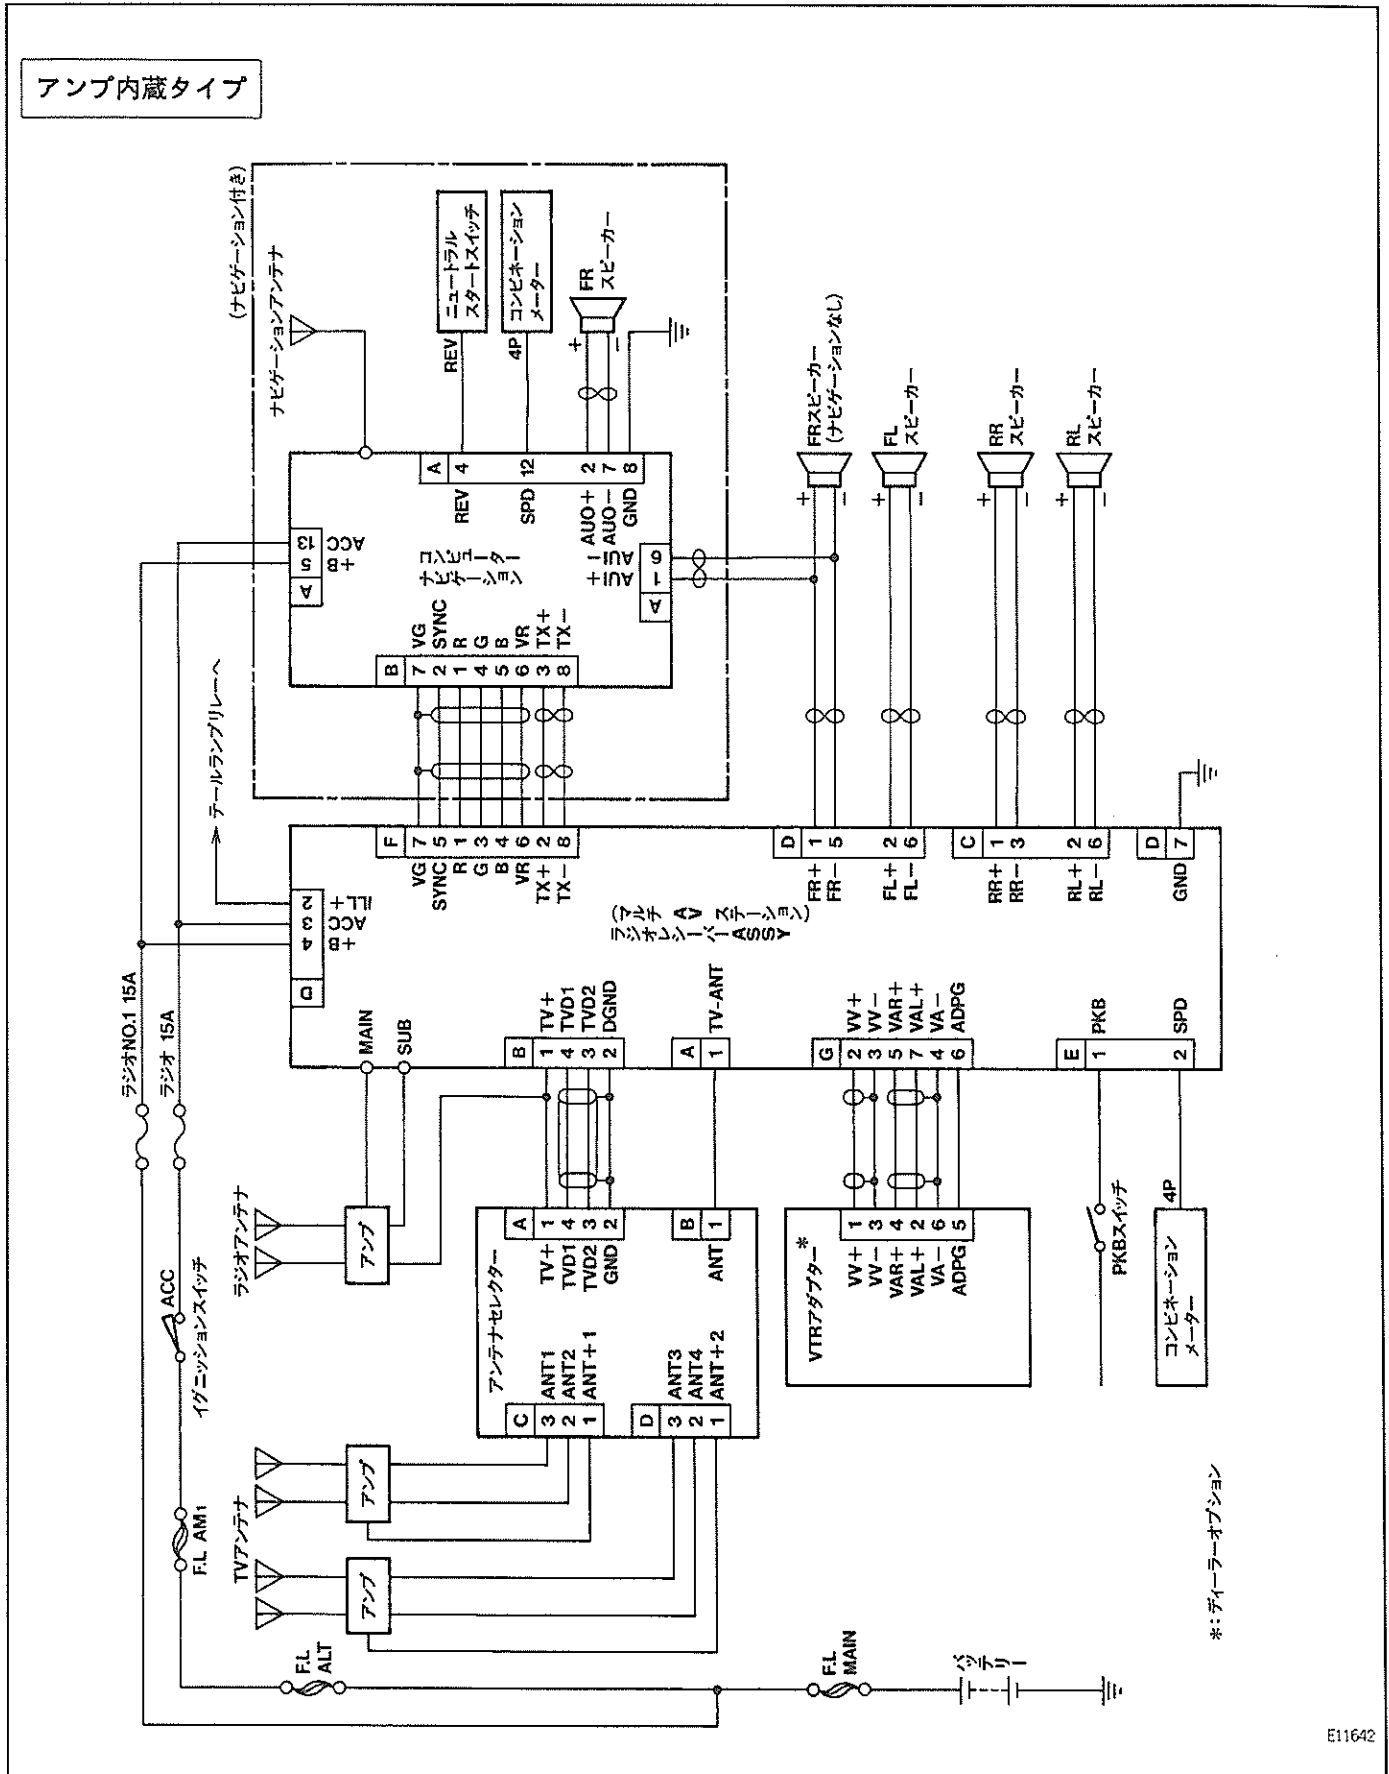 アンプ内蔵タイプ
(ナビゲーション付き)
ナビゲーションアンテナ
REV
ニュートラル
スタートスイッチ
4P
コンビネーション
メーター
FR
スピーカー
+
−
A
13 ACC
5 +B
A
4 REV
12 SPD
2 AUO+
7 AUO−
8 GND
ナビゲーション
コンピューター
A
1 AUI+
6 AUI−
B
7 VG
2 SYNC
1 R
4 G
5 B
6 VR
3 TX+
8 TX−
テールランプリレーへ
FRスピーカー
(ナビゲーションなし)
+
−
FL
スピーカー
+
−
RR
スピーカー
+
−
RL
スピーカー
+
−
F
7 VG
5 SYNC
1 R
3 G
4 B
6 VR
2 TX+
8 TX−
D
1 FR+
5 FR−
2 FL+
6 FL−
C
1 RR+
3 RR−
2 RL+
6 RL−
D
7 GND
D
4 +B
3 ACC
2 ILL+
ラジオレシーバーASSY
(マルチ AV ステーション)
ラジオNO.1 15A
ラジオ 15A
MAIN
SUB
B
1 TV+
4 TVD1
3 TVD2
2 DGND
A
1 TV-ANT
G
2 VV+
3 VV−
5 VAR+
7 VAL+
4 VA−
6 ADPG
E
1 PKB
2 SPD
ラジオアンテナ
アンプ
ACC
イグニッションスイッチ
A
1 TV+
4 TVD1
3 TVD2
2 GND
B
1 ANT
アンテナセレクター
C
3 ANT1
2 ANT2
1 ANT+1
D
3 ANT3
2 ANT4
1 ANT+2
VTRアダプター*
1 VV+
3 VV−
4 VAR+
2 VAL+
6 VA−
5 ADPG
PKBスイッチ
4P
コンビネーション
メーター
F.L AM1
TVアンテナ
アンプ
アンプ
F.L
ALT
F.L
MAIN
バッテリー
*:ディーラーオプション
E11642